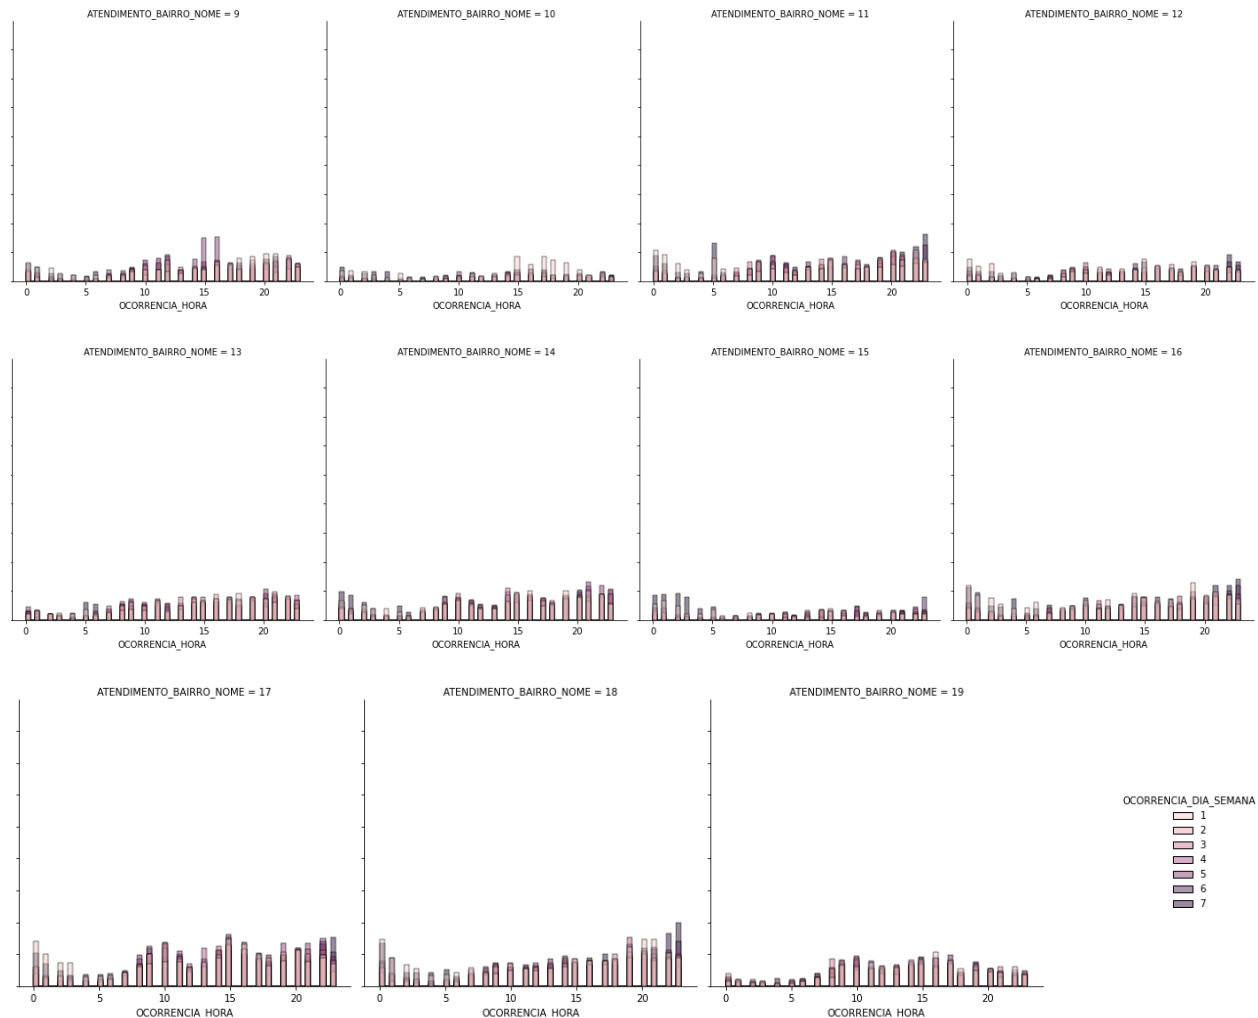 ATENDIMENTO_BAIRRO_NOME = 9
ATENDIMENTO_BAIRRO_NOME = 10
ATENDIMENTO_BAIRRO_NOME = 11
ATENDIMENTO_BAIRRO_NOME = 12
0 5 10 15 20
0 5 10 15 20
0 5 10 15 20
0 5 10 15 20
OCORRENCIA_HORA
OCORRENCIA_HORA
OCORRENCIA_HORA
OCORRENCIA_HORA
ATENDIMENTO_BAIRRO_NOME = 13
ATENDIMENTO_BAIRRO_NOME = 14
ATENDIMENTO_BAIRRO_NOME = 15
ATENDIMENTO_BAIRRO_NOME = 16
0 5 10 15 20
0 5 10 15 20
0 5 10 15 20
0 5 10 15 20
OCORRENCIA_HORA
OCORRENCIA_HORA
OCORRENCIA_HORA
OCORRENCIA_HORA
ATENDIMENTO_BAIRRO_NOME = 17
ATENDIMENTO_BAIRRO_NOME = 18
ATENDIMENTO_BAIRRO_NOME = 19
0 5 10 15 20
0 5 10 15 20
0 5 10 15 20
OCORRENCIA_HORA
OCORRENCIA_HORA
OCORRENCIA_HORA
OCORRENCIA_DIA_SEMANA
1
2
3
4
5
6
7